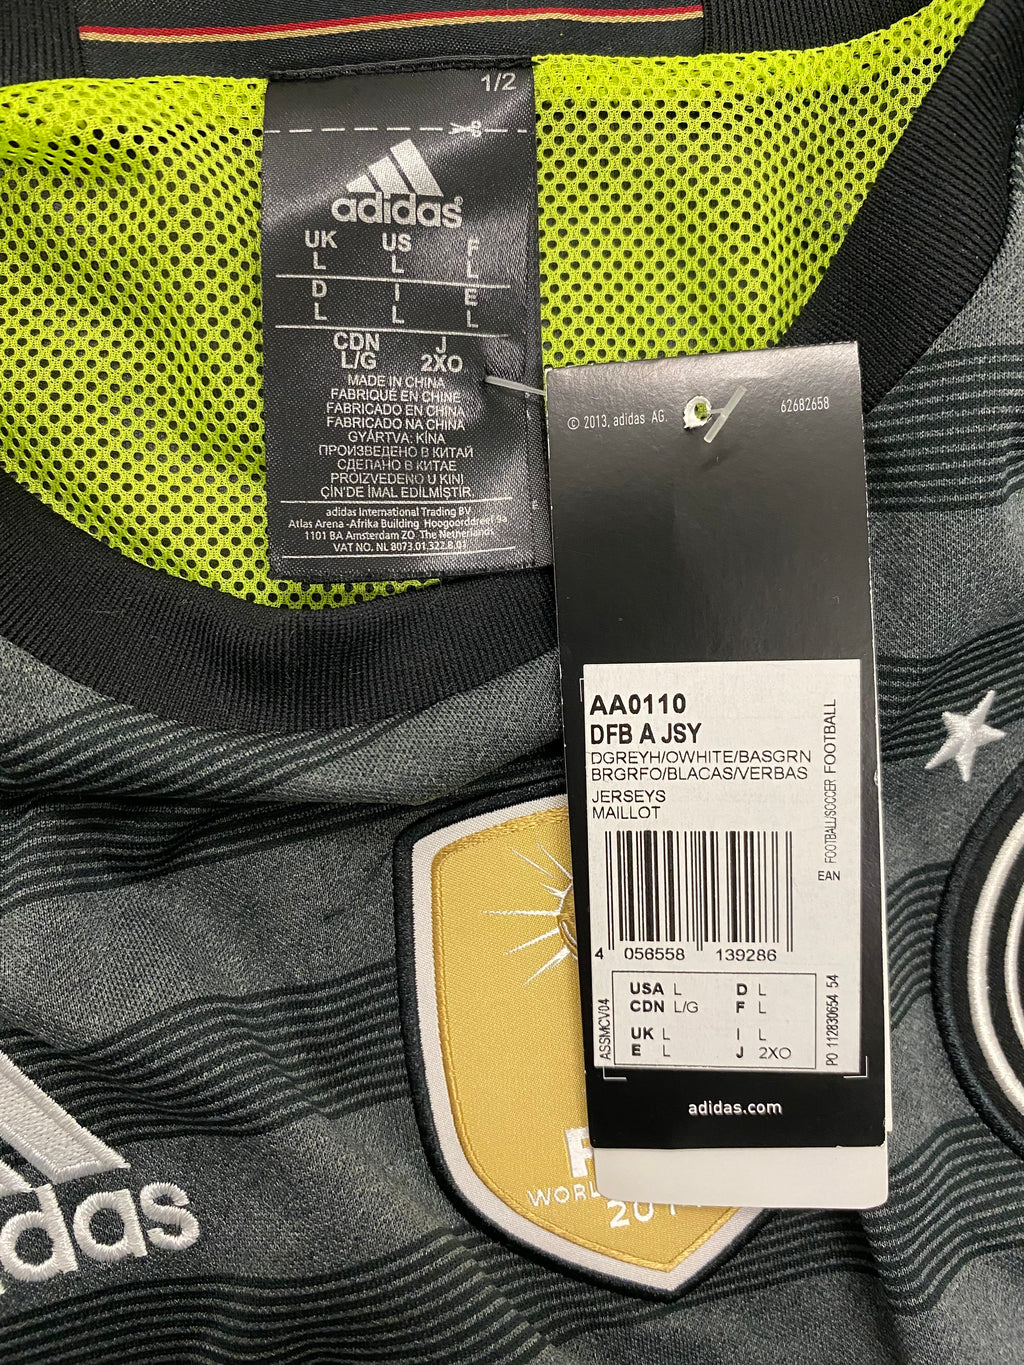 1/2
adidas®
UK US F
L L L
D I E
L L L
CDN J
L/G 2XO
MADE IN CHINA
FABRIQUÉ EN CHINE
FABRICADO EN CHINA
FABRICADO NA CHINA
GYÁRTVA: KÍNA
ПРОИЗВЕДЕНО В КИТАЙ
СДЕЛАНО В КИТАЕ
PROIZVEDENO U KINI
ÇİN'DE İMAL EDİLMİŞTİR
adidas International Trading BV
Atlas Arena -Afrika Building Hoogoorddreef 9a
1101 BA Amsterdam ZO The Netherlands
VAT NO. NL 8073.01.322.B.01
© 2013, adidas AG.
62682658
AA0110
DFB A JSY
DGREYH/OWHITE/BASGRN
BRGRFO/BLACAS/VERBAS
JERSEYS
MAILLOT
EAN FOOTBALL/SOCCER FOOTBALL
4 056558 139286
ASSMCV04
USA L D L
CDN L/G F L
UK L I L
E L J 2XO
PO 112830654 54
adidas.com
WORL
201
das